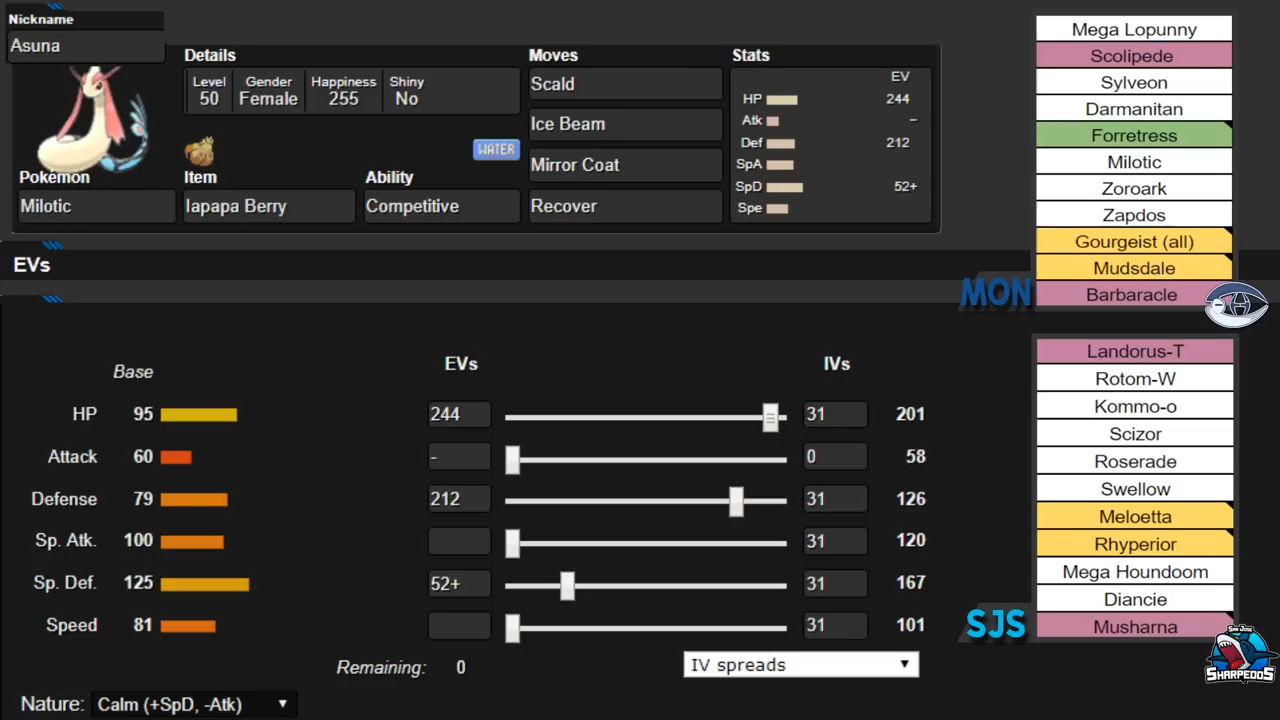 Nickname
Asuna
Details
Level Gender Happiness Shiny
50 Female 255 No
WATER
Pokémon Item Ability
Milotic Iapapa Berry Competitive
Moves
Scald
Ice Beam
Mirror Coat
Recover
Stats
EV
HP 244
Atk -
Def 212
SpA
SpD 52+
Spe
EVs
Base EVs IVs
HP 95 244 31 201
Attack 60 - 0 58
Defense 79 212 31 126
Sp. Atk. 100 31 120
Sp. Def. 125 52+ 31 167
Speed 81 31 101
Remaining: 0
IV spreads
Nature: Calm (+SpD, -Atk)
Mega Lopunny
Scolipede
Sylveon
Darmanitan
Forretress
Milotic
Zoroark
Zapdos
Gourgeist (all)
Mudsdale
Barbaracle
MON
Landorus-T
Rotom-W
Kommo-o
Scizor
Roserade
Swellow
Meloetta
Rhyperior
Mega Houndoom
Diancie
Musharna
SJS
SAN JOSE
SHARPEDOS